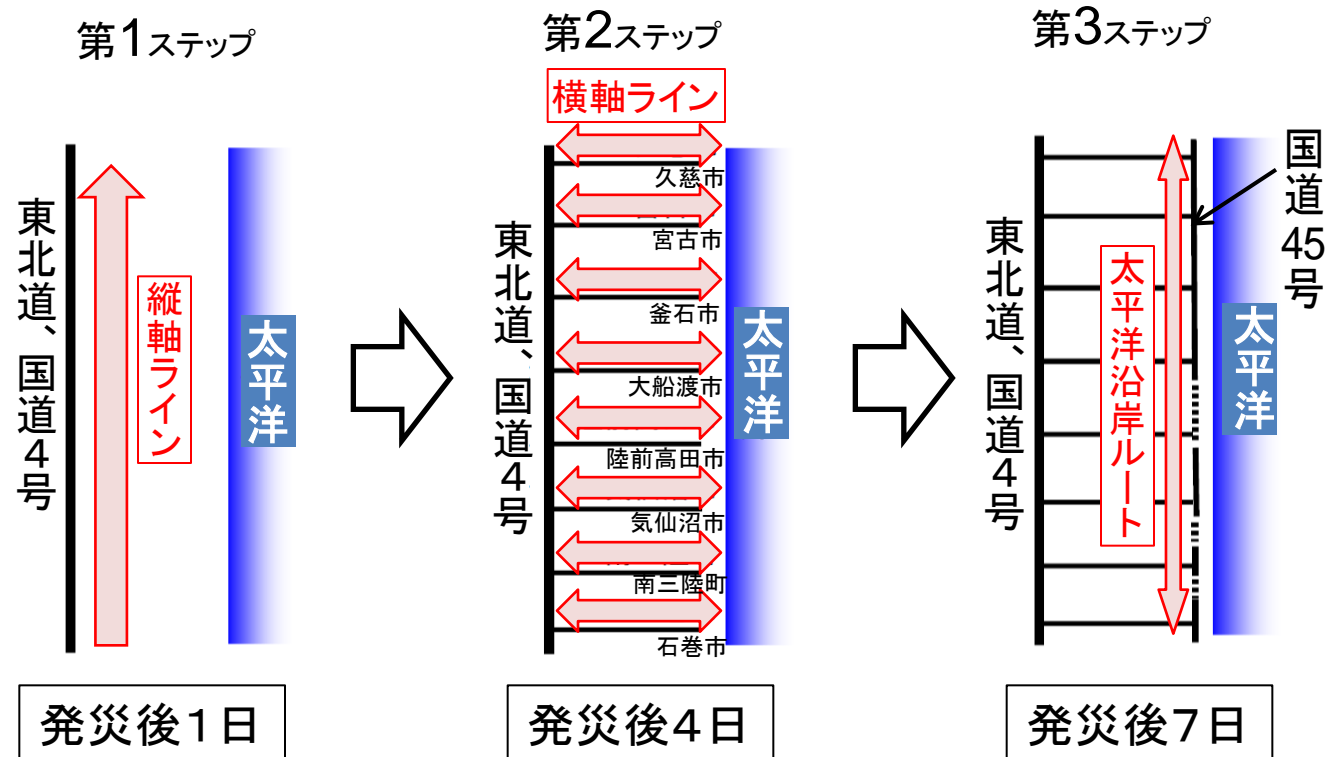 第1ステップ
東北道、国道4号
縦軸ライン
太平洋
発災後1日
第2ステップ
横軸ライン
東北道、国道4号
久慈市
宮古市
釜石市
大船渡市
陸前高田市
気仙沼市
南三陸町
石巻市
太平洋
発災後4日
第3ステップ
東北道、国道4号
太平洋沿岸ルート
国道45号
太平洋
発災後7日